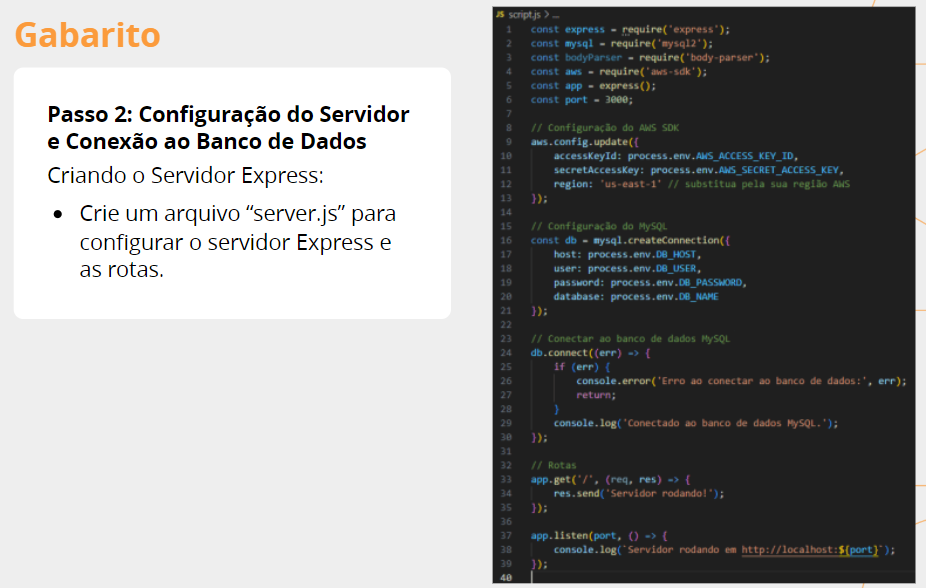 Gabarito
Passo 2: Configuração do Servidor
e Conexão ao Banco de Dados
Criando o Servidor Express:
• Crie um arquivo “server.js” para
configurar o servidor Express e
as rotas.
JS script.js > ...
1 const express = require('express');
2 const mysql = require('mysql2');
3 const bodyParser = require('body-parser');
4 const aws = require('aws-sdk');
5 const app = express();
6 const port = 3000;
7
8 // Configuração do AWS SDK
9 aws.config.update({
10 accessKeyId: process.env.AWS_ACCESS_KEY_ID,
11 secretAccessKey: process.env.AWS_SECRET_ACCESS_KEY,
12 region: 'us-east-1' // substitua pela sua região AWS
13 });
14
15 // Configuração do MySQL
16 const db = mysql.createConnection({
17 host: process.env.DB_HOST,
18 user: process.env.DB_USER,
19 password: process.env.DB_PASSWORD,
20 database: process.env.DB_NAME
21 });
22
23 // Conectar ao banco de dados MySQL
24 db.connect((err) => {
25 if (err) {
26 console.error('Erro ao conectar ao banco de dados:', err);
27 return;
28 }
29 console.log('Conectado ao banco de dados MySQL.');
30 });
31
32 // Rotas
33 app.get('/', (req, res) => {
34 res.send('Servidor rodando!');
35 });
36
37 app.listen(port, () => {
38 console.log(`Servidor rodando em http://localhost:${port}`);
39 });
40